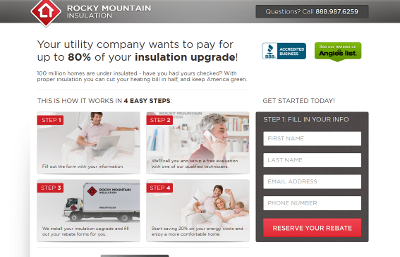 ROCKY MOUNTAIN
INSULATION
Questions? Call 888.987.6259
Your utility company wants to pay for
up to 80% of your insulation upgrade!
BBB
ACCREDITED
BUSINESS
Angie's list
100 million homes are under insulated - have you had yours checked? With
proper insulation you can cut your heating bill in half, and keep America green.
THIS IS HOW IT WORKS IN 4 EASY STEPS:
STEP 1
Fill out the form with your information.
STEP 2
We'll call you and setup a free evaluation
with one of our qualified technicians.
STEP 3
ROCKY MOUNTAIN
INSULATION
We install your insulation upgrade and fill
out your rebate forms for you.
STEP 4
Start saving 20% on your energy costs and
enjoy a more comfortable home.
GET STARTED TODAY!
STEP 1: FILL IN YOUR INFO
FIRST NAME
LAST NAME
EMAIL ADDRESS
PHONE NUMBER
RESERVE YOUR REBATE